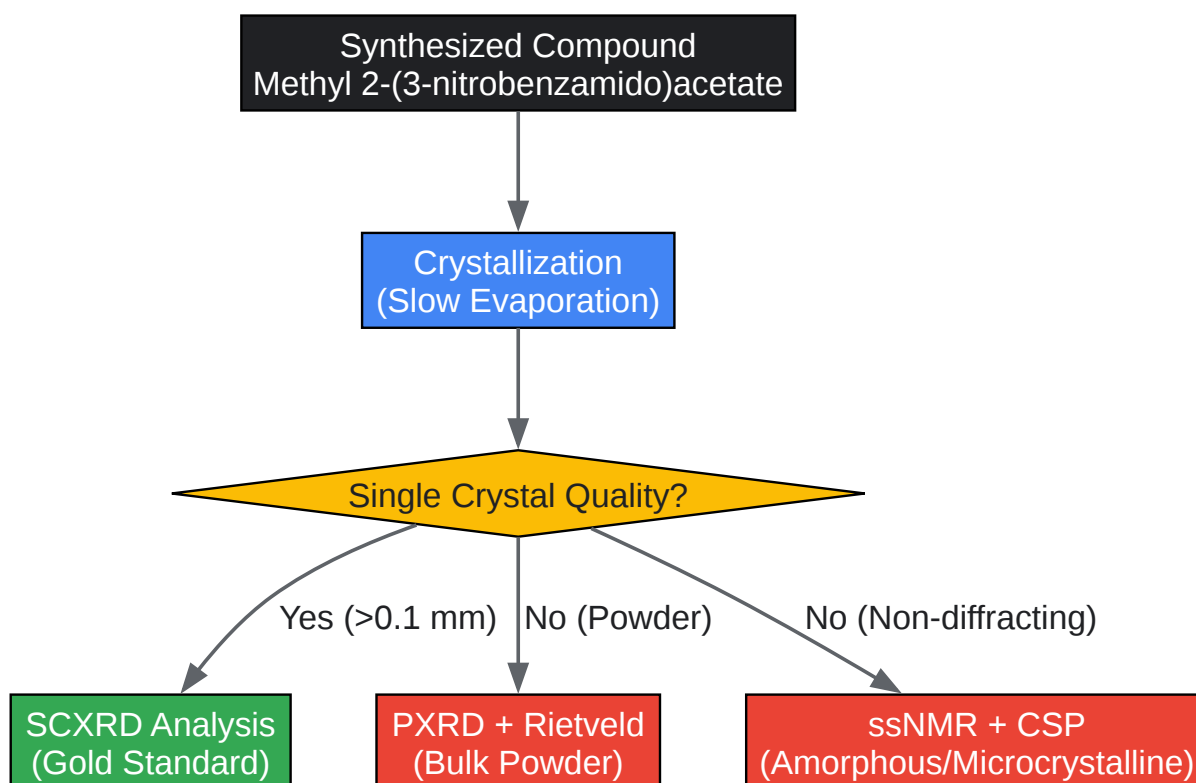 Synthesized Compound
Methyl 2-(3-nitrobenzamido)acetate
Crystallization
(Slow Evaporation)
Single Crystal Quality?
Yes (>0.1 mm)
No (Powder)
No (Non-diffracting)
SCXRD Analysis
(Gold Standard)
PXRD + Rietveld
(Bulk Powder)
ssNMR + CSP
(Amorphous/Microcrystalline)